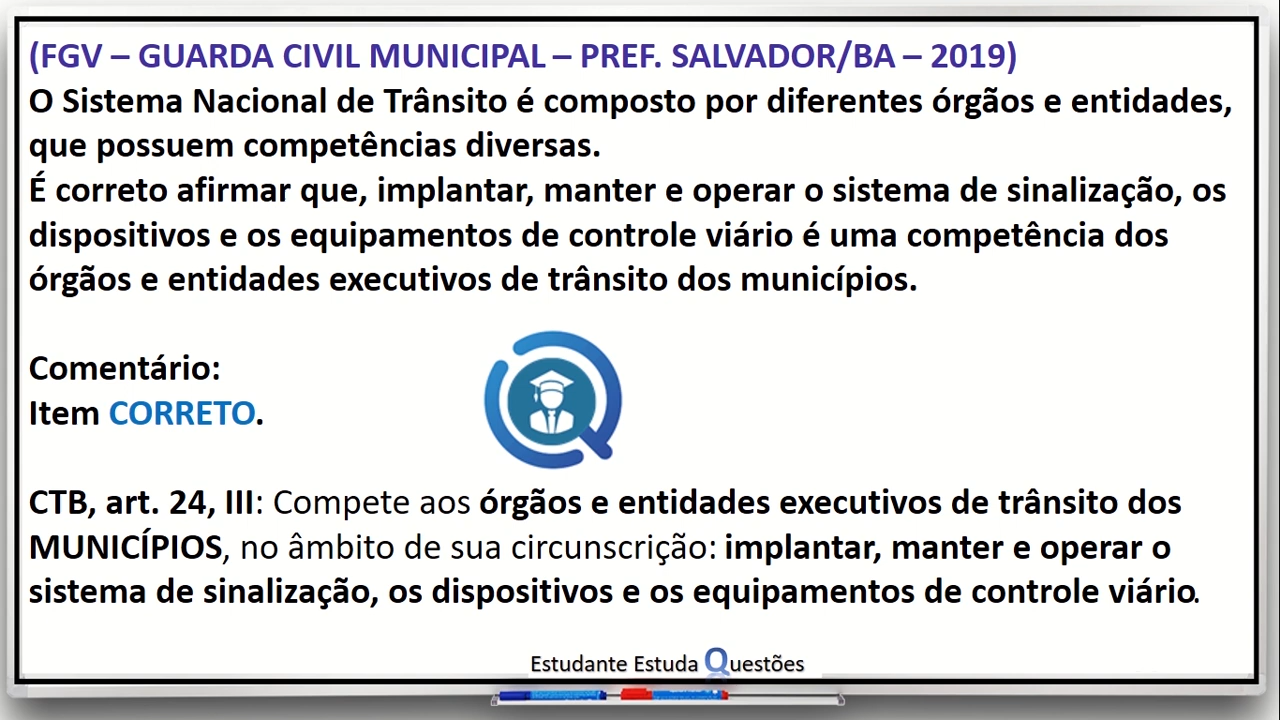 (FGV – GUARDA CIVIL MUNICIPAL – PREF. SALVADOR/BA – 2019)
O Sistema Nacional de Trânsito é composto por diferentes órgãos e entidades,
que possuem competências diversas.
É correto afirmar que, implantar, manter e operar o sistema de sinalização, os
dispositivos e os equipamentos de controle viário é uma competência dos
órgãos e entidades executivos de trânsito dos municípios.
Comentário:
Item CORRETO.
CTB, art. 24, III: Compete aos órgãos e entidades executivos de trânsito dos
MUNICÍPIOS, no âmbito de sua circunscrição: implantar, manter e operar o
sistema de sinalização, os dispositivos e os equipamentos de controle viário.
Estudante Estuda Questões